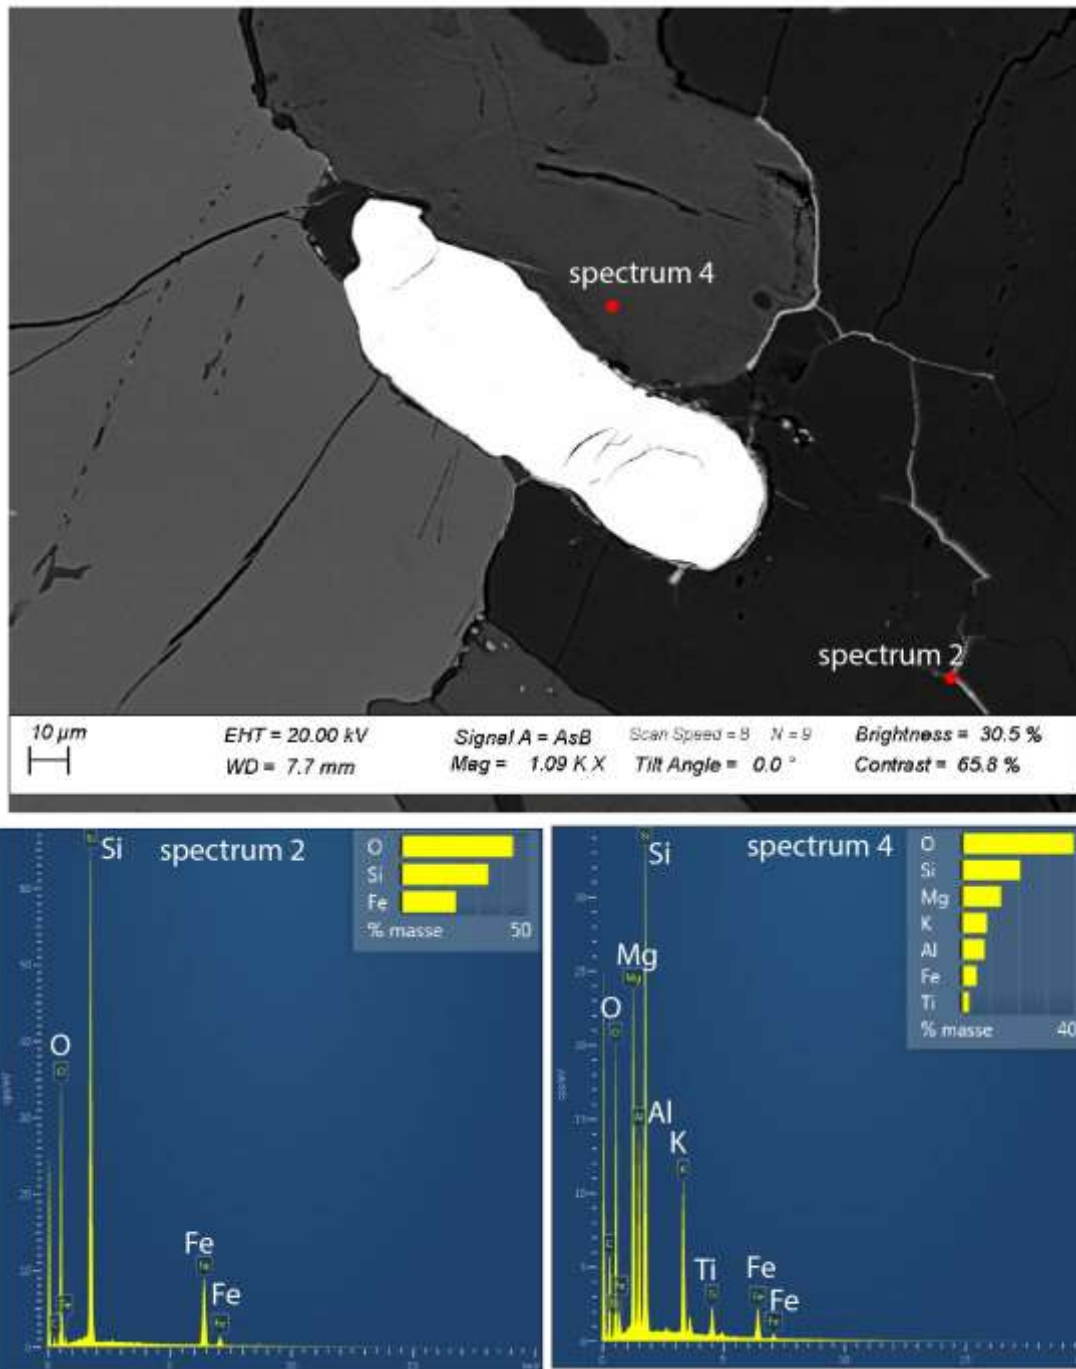 spectrum 4
spectrum 2
10 µm
EHT = 20.00 kV
Signal A = AsB
Scan Speed = 8 N = 9
Brightness = 30.5 %
WD = 7.7 mm
Mag = 1.09 K X
Tilt Angle = 0.0 °
Contrast = 65.8 %
Si
spectrum 2
O
Si
Fe
% masse 50
O
Fe
Fe
Si
spectrum 4
O
Si
Mg
K
Al
Fe
Ti
% masse 40
Mg
O
Al
K
Ti
Fe
Fe